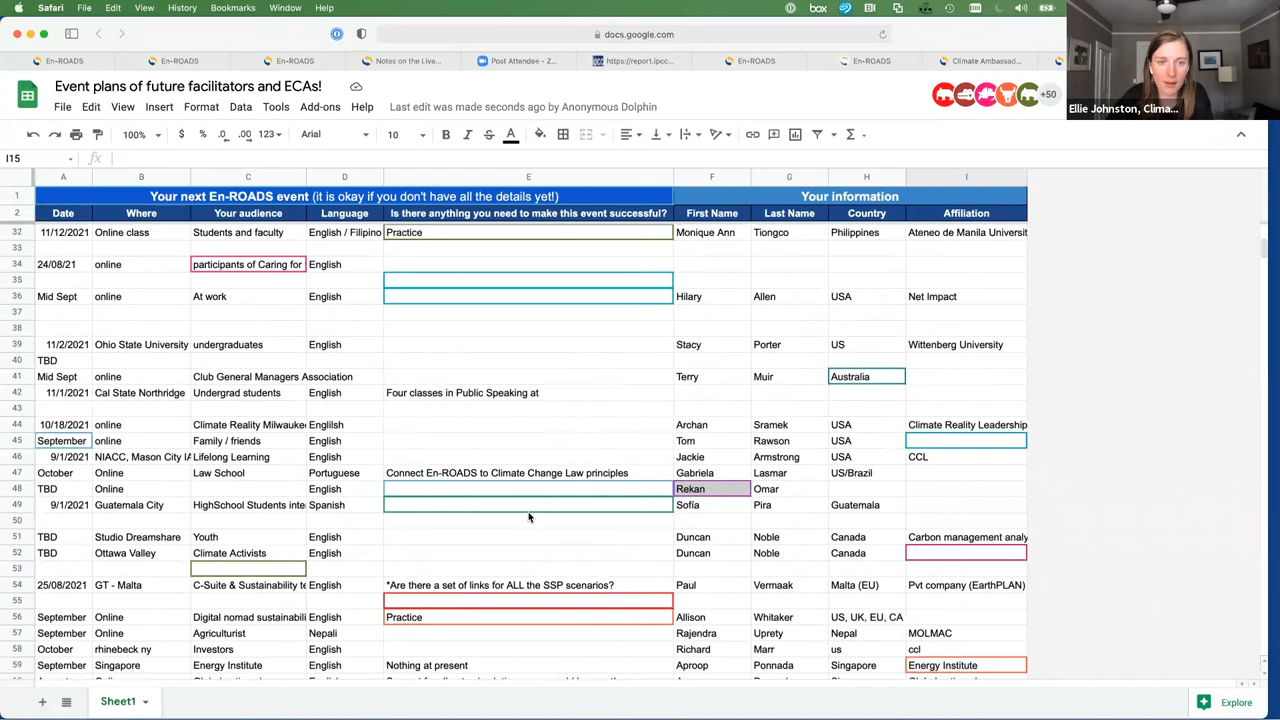 Safari File Edit View History Bookmarks Window Help box
docs.google.com
En-ROADS En-ROADS En-ROADS Notes on the Live... Post Attendee - Z... https://report.ipcc... En-ROADS En-ROADS Climate Ambassad...
Event plans of future facilitators and ECAs! +50
Ellie Johnston, Clima...
File Edit View Insert Format Data Tools Add-ons Help Last edit was made seconds ago by Anonymous Dolphin
100% $ % .0 .00 123 Arial 10 B I S A
I15 fx
A B C D E F G H I
1 Your next En-ROADS event (it is okay if you don't have all the details yet!) Your information
2 Date Where Your audience Language Is there anything you need to make this event successful? First Name Last Name Country Affiliation
32 11/12/2021 Online class Students and faculty English / Filipino Practice Monique Ann Tiongco Philippines Ateneo de Manila Universit
33
34 24/08/21 online participants of Caring for English
35
36 Mid Sept online At work English Hilary Allen USA Net Impact
37
38
39 11/2/2021 Ohio State University undergraduates English Stacy Porter US Wittenberg University
40 TBD
41 Mid Sept online Club General Managers Association Terry Muir Australia
42 11/1/2021 Cal State Northridge Undergrad students English Four classes in Public Speaking at
43
44 10/18/2021 online Climate Reality Milwauke English Archan Sramek USA Climate Reality Leadership
45 September online Family / friends English Tom Rawson USA
46 9/1/2021 NIACC, Mason City IA Lifelong Learning English Jackie Armstrong USA CCL
47 October Online Law School Portuguese Connect En-ROADS to Climate Change Law principles Gabriela Lasmar US/Brazil
48 TBD Online English Rekan Omar
49 9/1/2021 Guatemala City HighSchool Students inte Spanish Sofía Pira Guatemala
50
51 TBD Studio Dreamshare Youth English Duncan Noble Canada Carbon management analy
52 TBD Ottawa Valley Climate Activists English Duncan Noble Canada
53
54 25/08/2021 GT - Malta C-Suite & Sustainability te English *Are there a set of links for ALL the SSP scenarios? Paul Vermaak Malta (EU) Pvt company (EarthPLAN)
55
56 September Online Digital nomad sustainabili English Practice Allison Whitaker US, UK, EU, CA
57 September Online Agriculturist Nepali Rajendra Uprety Nepal MOLMAC
58 October rhinebeck ny Investors English Richard Marr us ccl
59 September Singapore Energy Institute English Nothing at present Aproop Ponnada Singapore Energy Institute
Sheet1 Explore